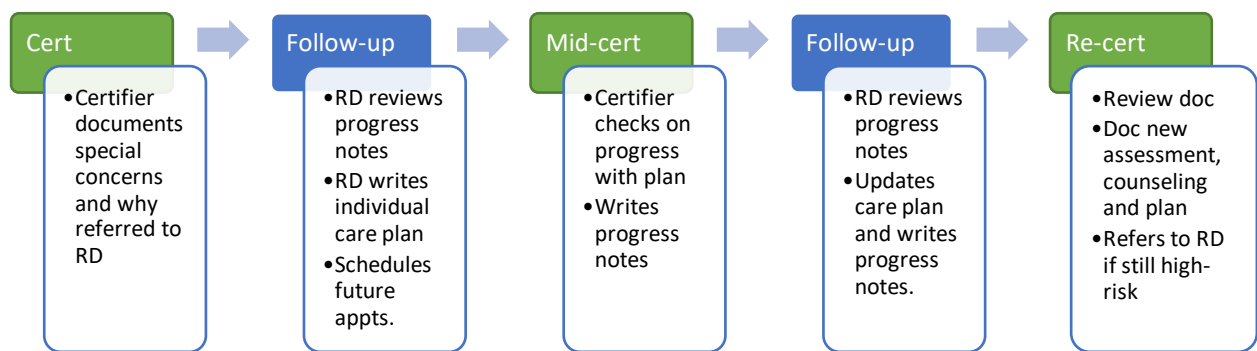 Cert
•Certifier
documents
special
concerns
and why
referred to
RD
Follow-up
•RD reviews
progress
notes
•RD writes
individual
care plan
•Schedules
future
appts.
Mid-cert
•Certifier
checks on
progress
with plan
•Writes
progress
notes
Follow-up
•RD reviews
progress
notes
•Updates
care plan
and writes
progress
notes.
Re-cert
•Review doc
•Doc new
assessment,
counseling
and plan
•Refers to RD
if still high-
risk